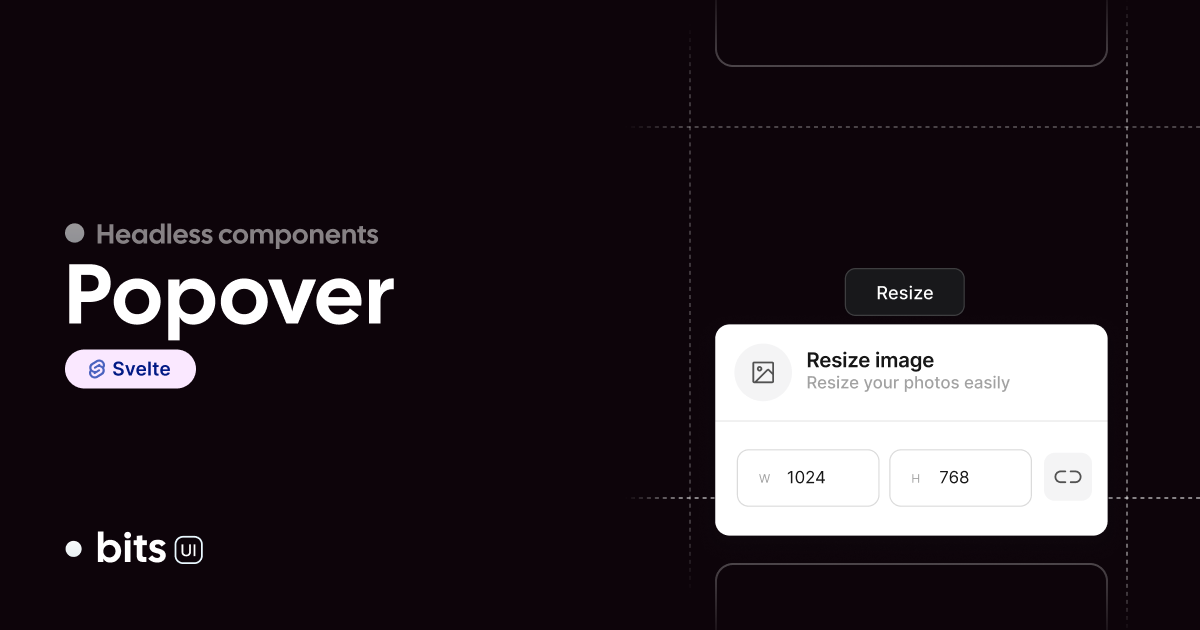 Headless components
Popover
Svelte
bits UI
Resize
Resize image
Resize your photos easily
W 1024
H 768